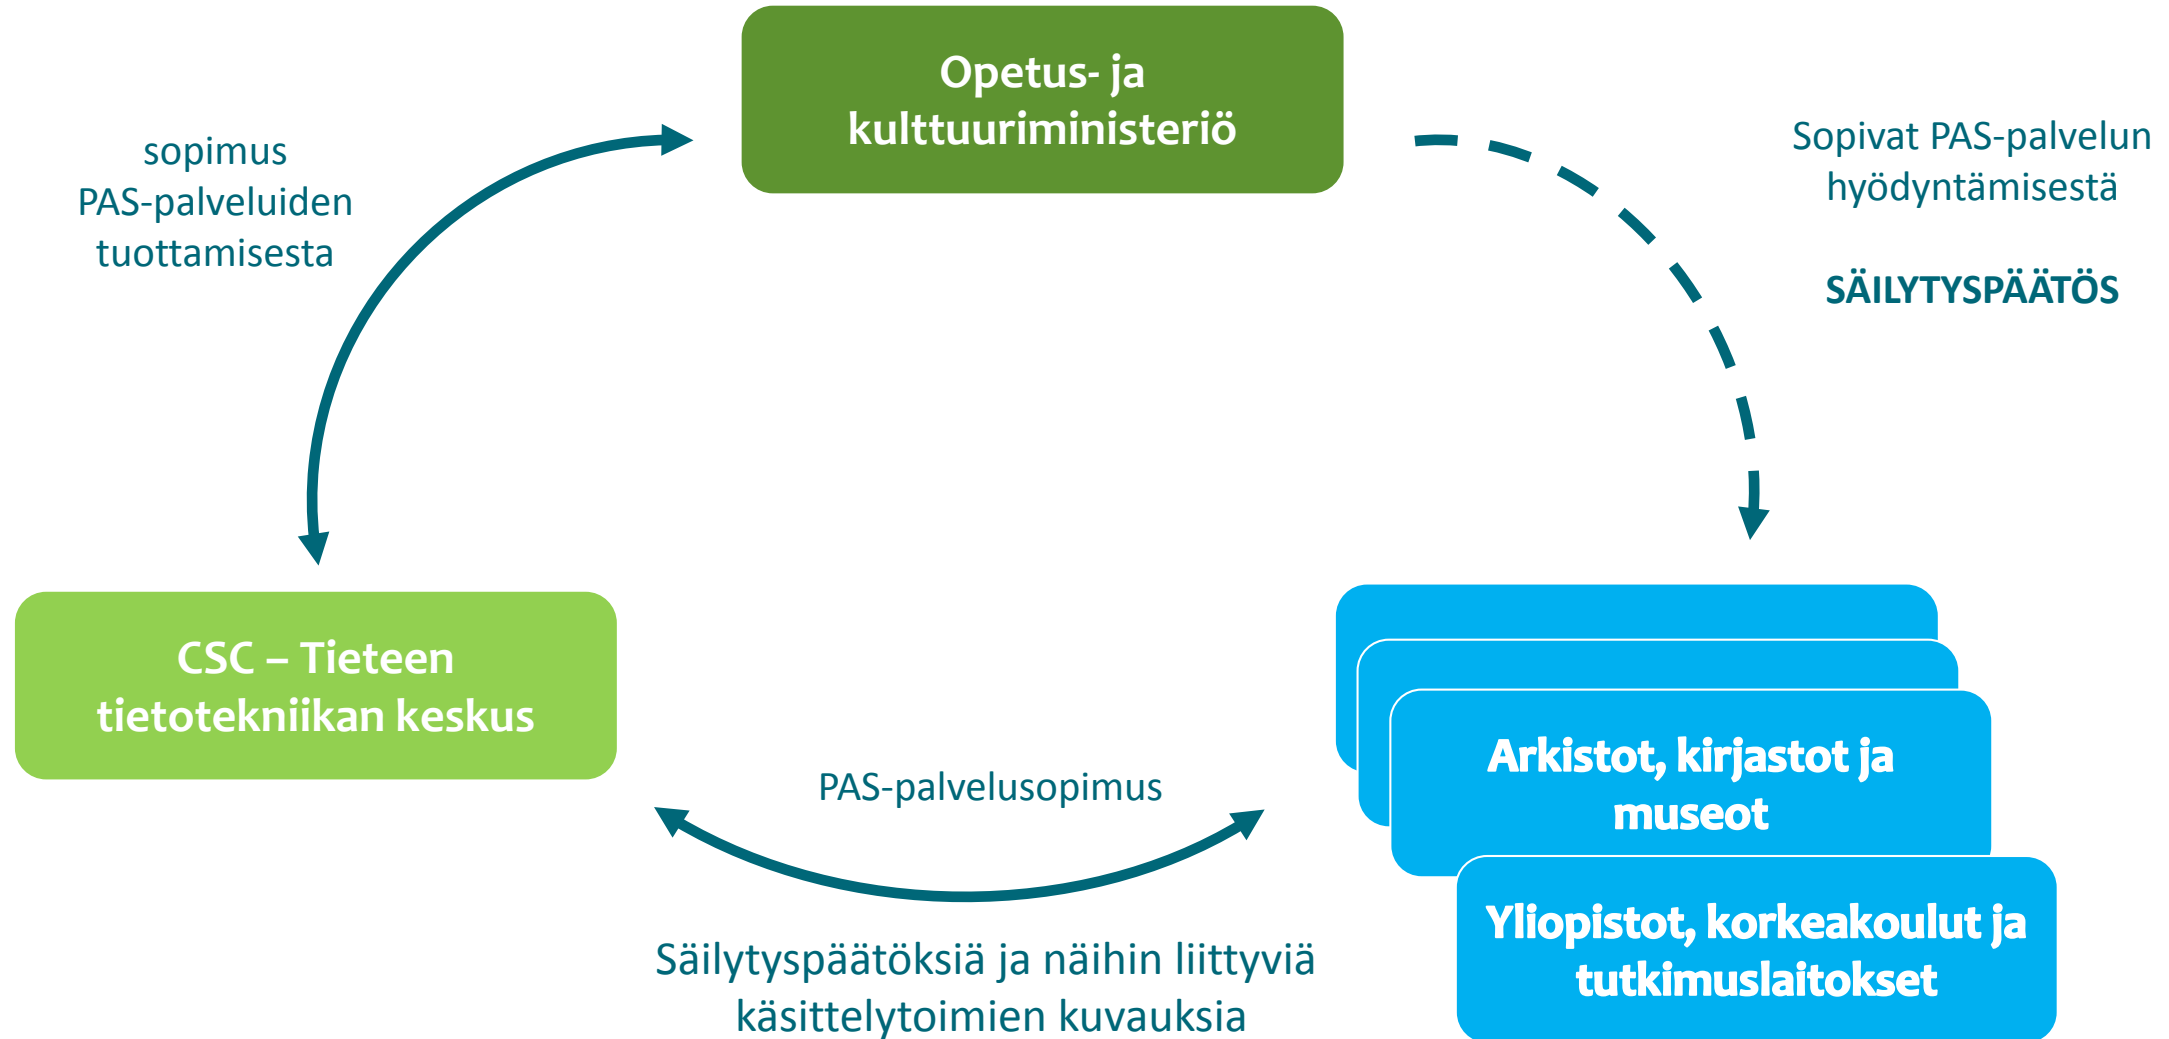 Opetus- ja
kulttuuriministeriö
sopimus
PAS-palveluiden
tuottamisesta
Sopivat PAS-palvelun
hyödyntämisestä
SÄILYTYSPÄÄTÖS
CSC – Tieteen
tietotekniikan keskus
Arkistot, kirjastot ja
museot
PAS-palvelusopimus
Yliopistot, korkeakoulut ja
tutkimuslaitokset
Säilytyspäätöksiä ja näihin liittyviä
käsittelytoimien kuvauksia